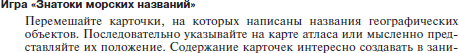 Игра «Знатоки морских названий»
Перемешайте карточки, на которых написаны названия географических
объектов. Последовательно указывайте на карте атласа или мысленно пред-
ставляйте их положение. Содержание карточек интересно создавать в зани-